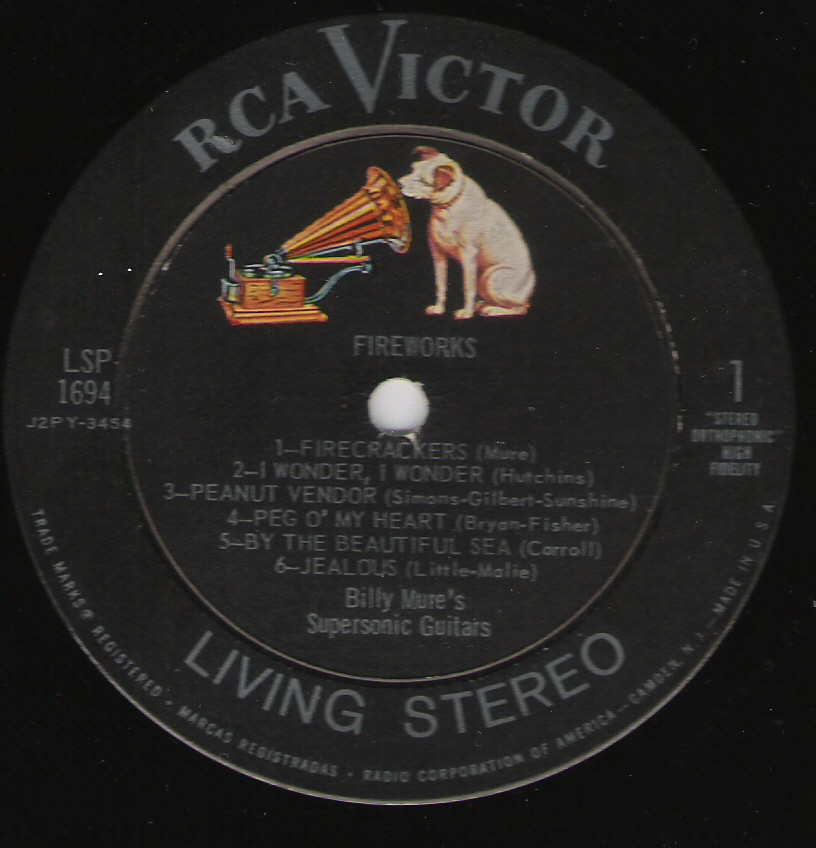 RCA VICTOR
FIREWORKS
LSP
1694
J2PY-3454
1
"STEREO
ORTHOPHONIC"
HIGH
FIDELITY
1—FIRECRACKERS (Mure)
2—I WONDER, I WONDER (Hutchins)
3—PEANUT VENDOR (Simons-Gilbert-Sunshine)
4—PEG O' MY HEART (Bryan-Fisher)
5—BY THE BEAUTIFUL SEA (Carroll)
6—JEALOUS (Little-Malie)
Billy Mure's
Supersonic Guitars
LIVING STEREO
TRADE MARKS® REGISTERED • MARCAS REGISTRADAS • RADIO CORPORATION OF AMERICA — CAMDEN, N.J. — MADE IN U.S.A.